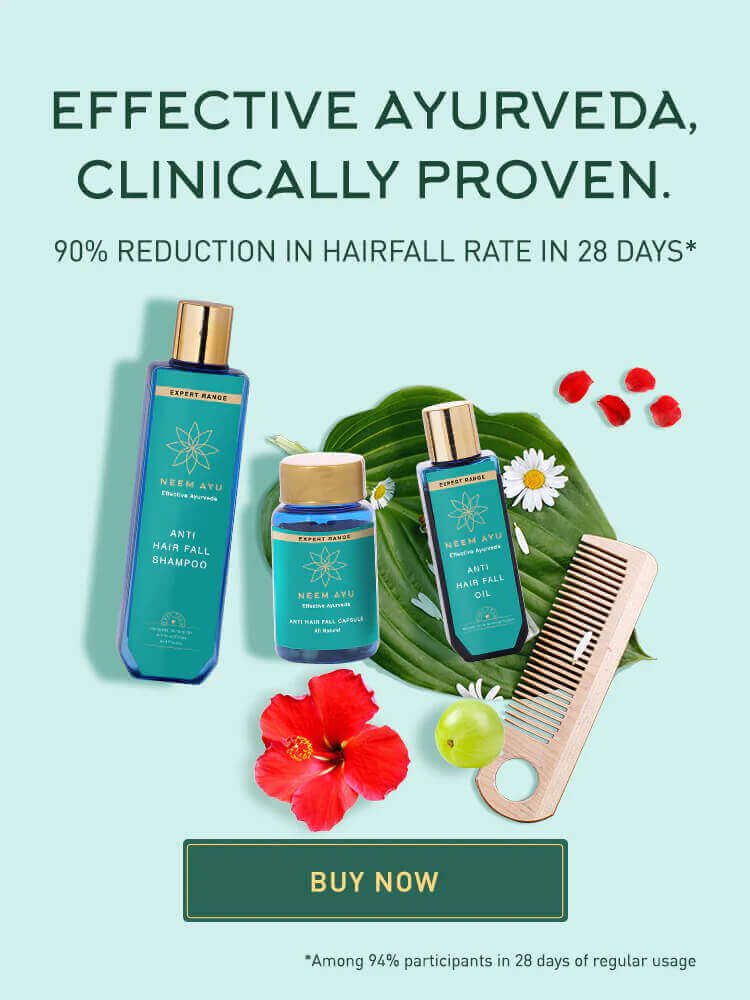 EFFECTIVE AYURVEDA,
CLINICALLY PROVEN.
90% REDUCTION IN HAIRFALL RATE IN 28 DAYS*
EXPERT RANGE
NEEM AYU
Effective Ayurveda
ANTI
HAIR FALL
SHAMPOO
EXPERT RANGE
NEEM AYU
Effective Ayurveda
ANTI HAIR FALL CAPSULE
All Natural
EXPERT RANGE
NEEM AYU
Effective Ayurveda
ANTI
HAIR FALL
OIL
BUY NOW
*Among 94% participants in 28 days of regular usage